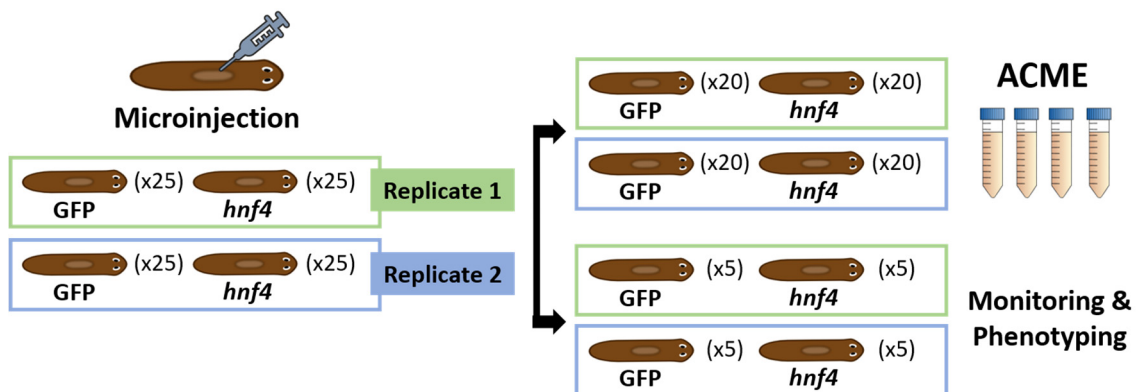 Microinjection
(x25) (x25)
GFP hnf4
Replicate 1
(x25) (x25)
GFP hnf4
Replicate 2
(x20) (x20)
GFP hnf4
(x20) (x20)
GFP hnf4
ACME
(x5) (x5)
GFP hnf4
(x5) (x5)
GFP hnf4
Monitoring &
Phenotyping